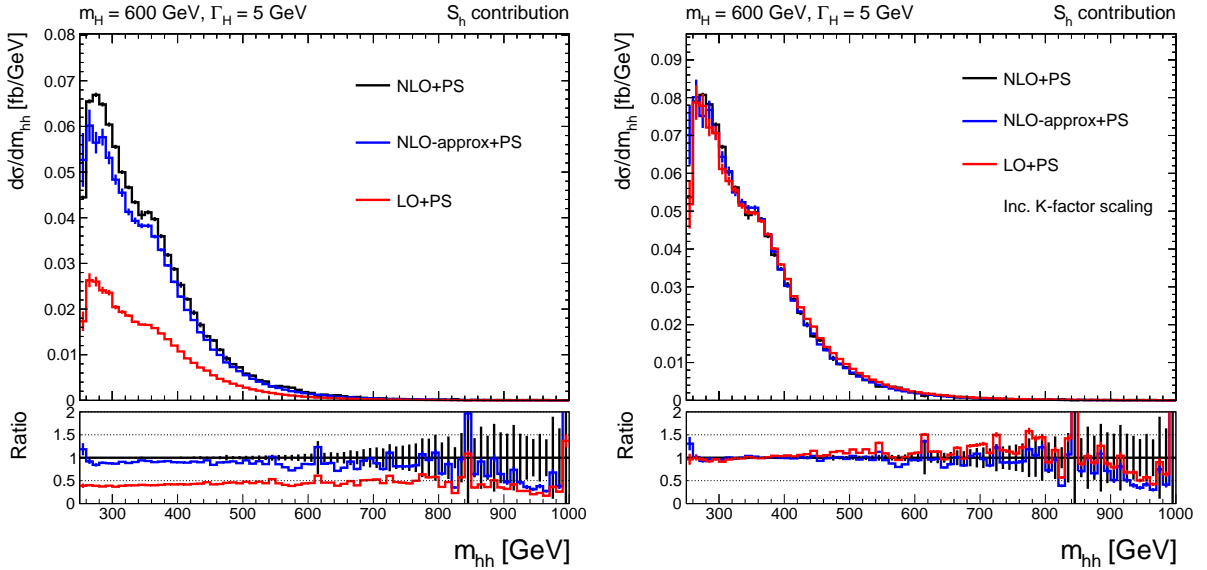 m_H = 600 GeV, Γ_H = 5 GeV S_h contribution
dσ/dm_hh [fb/GeV]
0.08
0.07
0.06
0.05
0.04
0.03
0.02
0.01
0
NLO+PS
NLO-approx+PS
LO+PS
Ratio
2
1.5
1
0.5
0
300 400 500 600 700 800 900 1000
m_hh [GeV]
m_H = 600 GeV, Γ_H = 5 GeV S_h contribution
dσ/dm_hh [fb/GeV]
0.09
0.08
0.07
0.06
0.05
0.04
0.03
0.02
0.01
0
NLO+PS
NLO-approx+PS
LO+PS
Inc. K-factor scaling
Ratio
2
1.5
1
0.5
0
300 400 500 600 700 800 900 1000
m_hh [GeV]